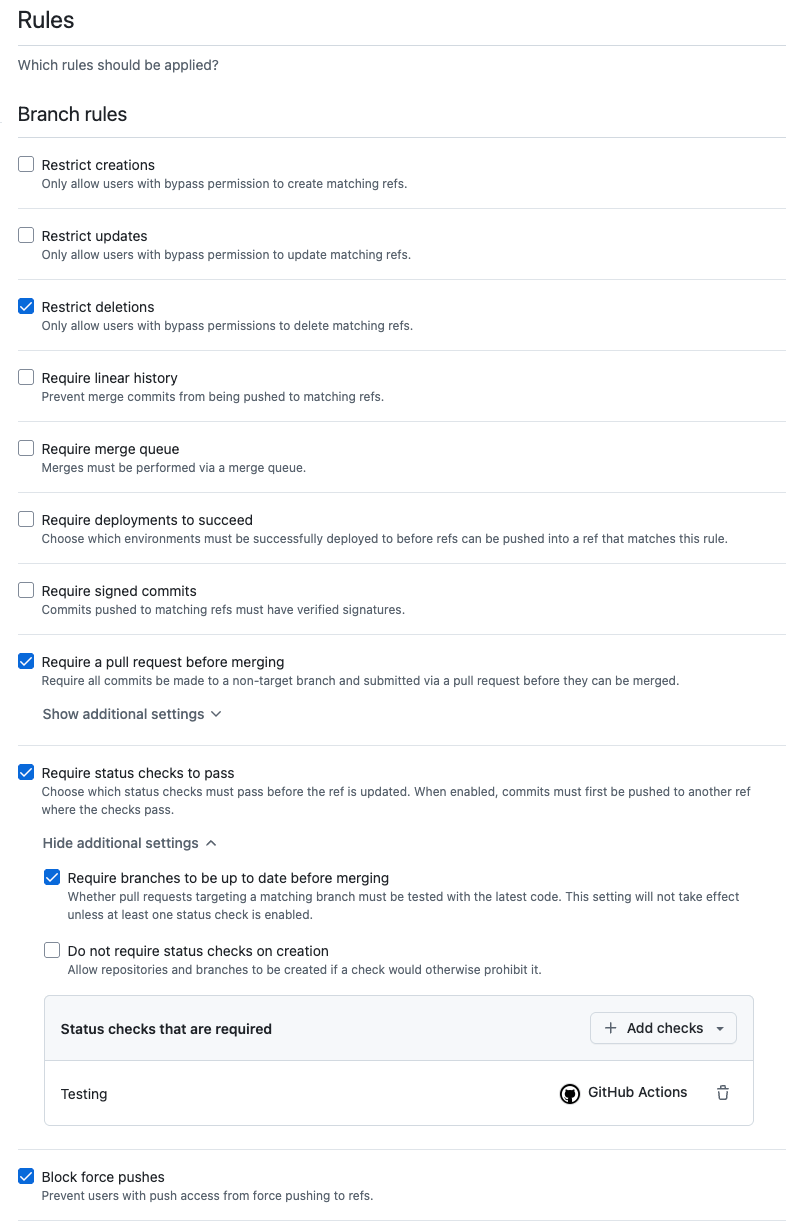 Rules
Which rules should be applied?
Branch rules
Restrict creations
Only allow users with bypass permission to create matching refs.
Restrict updates
Only allow users with bypass permission to update matching refs.
Restrict deletions
Only allow users with bypass permissions to delete matching refs.
Require linear history
Prevent merge commits from being pushed to matching refs.
Require merge queue
Merges must be performed via a merge queue.
Require deployments to succeed
Choose which environments must be successfully deployed to before refs can be pushed into a ref that matches this rule.
Require signed commits
Commits pushed to matching refs must have verified signatures.
Require a pull request before merging
Require all commits be made to a non-target branch and submitted via a pull request before they can be merged.
Show additional settings
Require status checks to pass
Choose which status checks must pass before the ref is updated. When enabled, commits must first be pushed to another ref
where the checks pass.
Hide additional settings
Require branches to be up to date before merging
Whether pull requests targeting a matching branch must be tested with the latest code. This setting will not take effect
unless at least one status check is enabled.
Do not require status checks on creation
Allow repositories and branches to be created if a check would otherwise prohibit it.
Status checks that are required
Add checks
Testing
GitHub Actions
Block force pushes
Prevent users with push access from force pushing to refs.